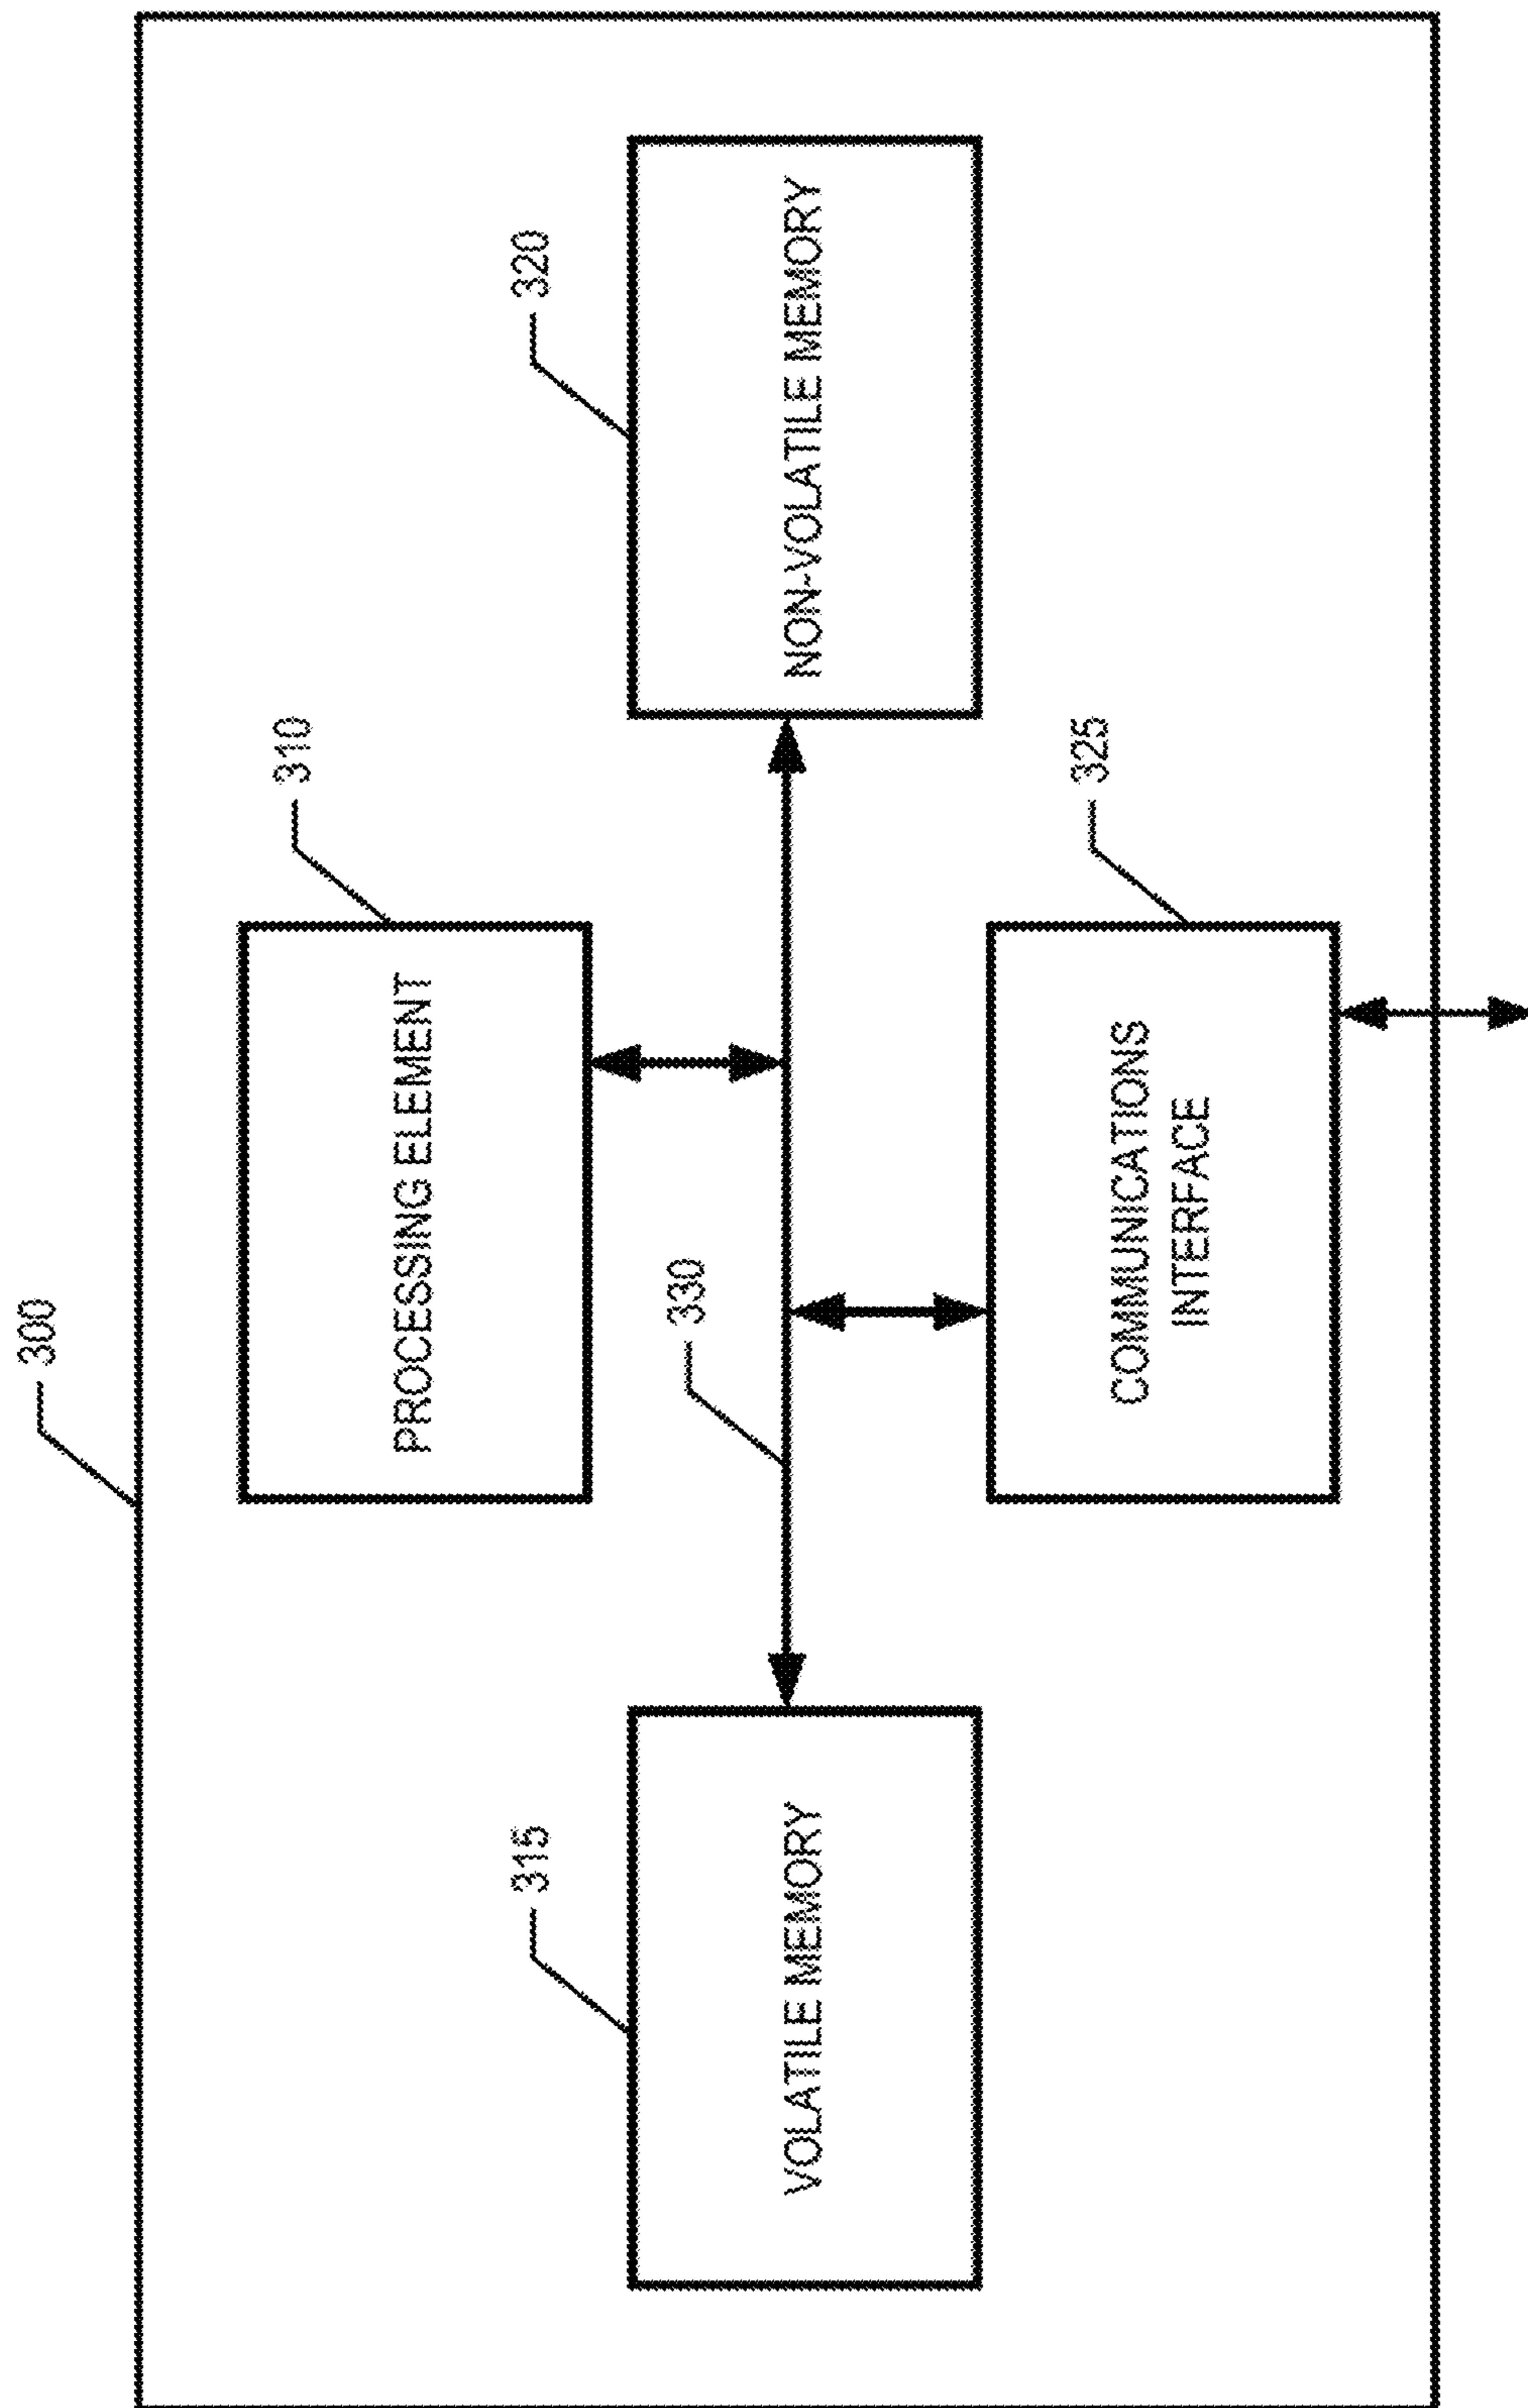 300
310
PROCESSING ELEMENT
315
VOLATILE MEMORY
330
320
NON-VOLATILE MEMORY
325
COMMUNICATIONS
INTERFACE